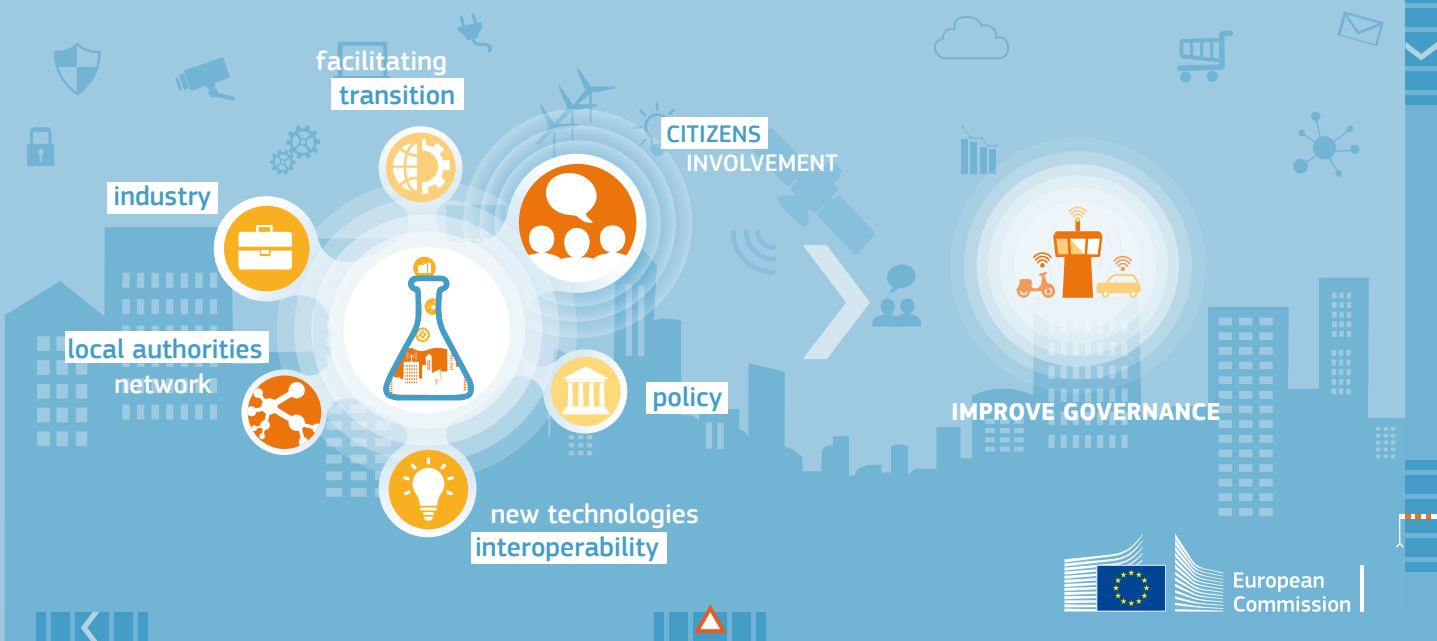 facilitating
transition
CITIZENS
INVOLVEMENT
industry
local authorities
network
policy
IMPROVE GOVERNANCE
new technologies
interoperability
European
Commission